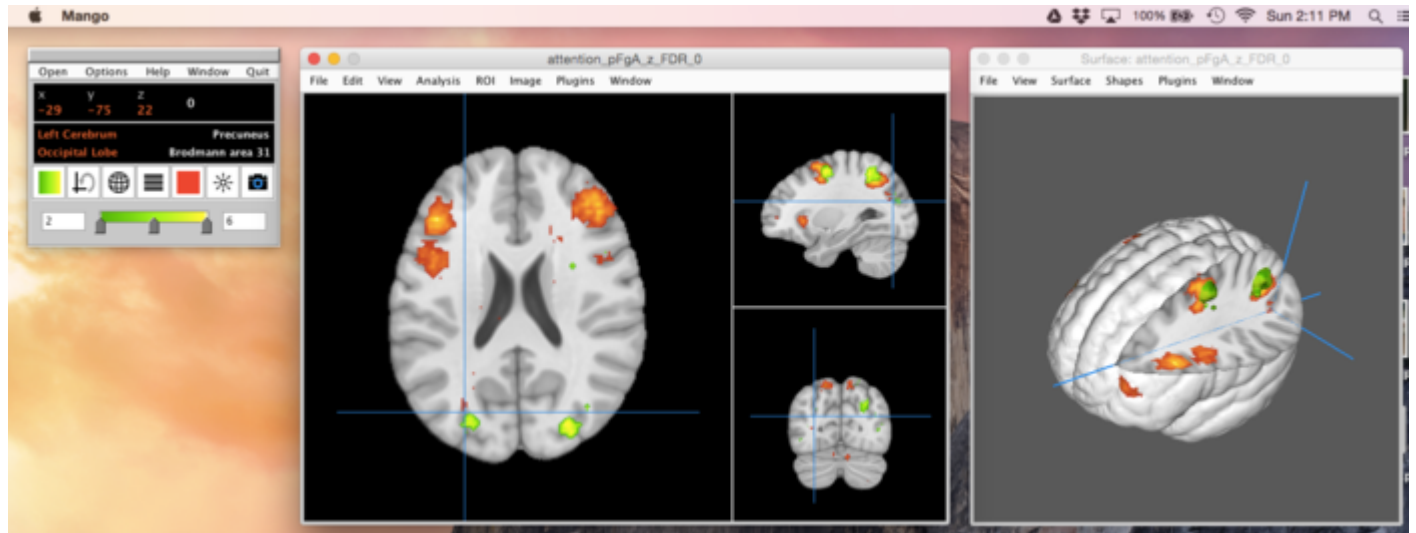 Mango 100% Sun 2:11 PM
Open Options Help Window Quit
x y z 0
-29 -75 22
Left Cerebrum Precuneus
Occipital Lobe Brodmann area 31
2 6
attention_pFgA_z_FDR_0
File Edit View Analysis ROI Image Plugins Window
Surface: attention_pFgA_z_FDR_0
File View Surface Shapes Plugins Window